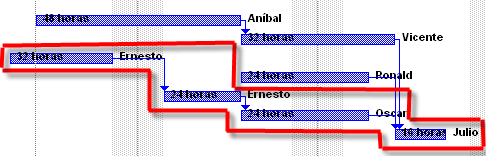 48 horas Aníbal
32 horas Vicente
32 horas Ernesto
24 horas Ronald
24 horas Ernesto
24 horas Oscar
16 horas Julio